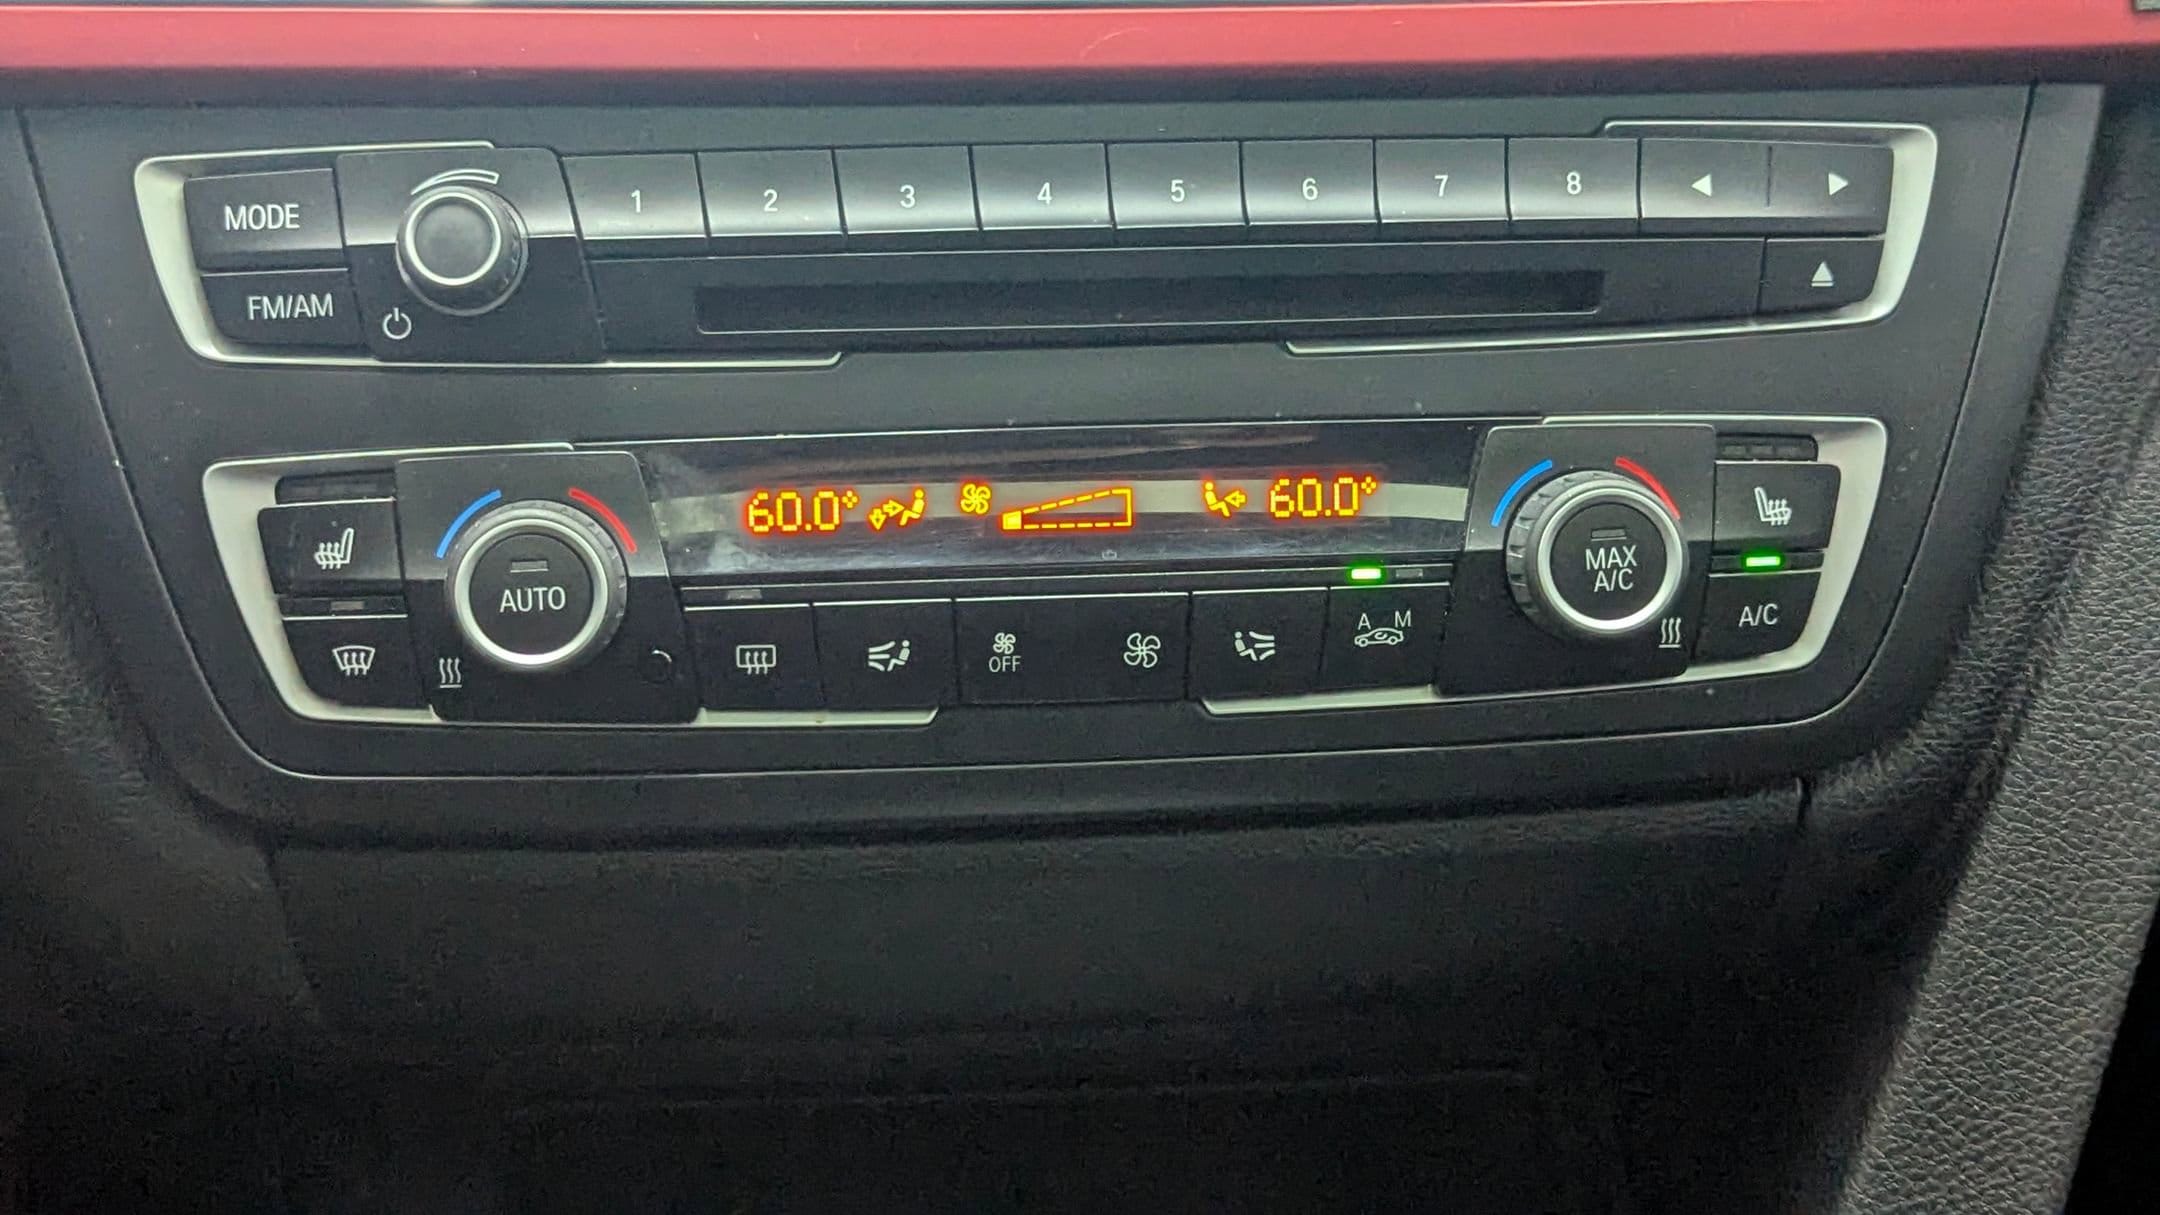 MODE
1 2 3 4 5 6 7 8
FM/AM
60.0° 60.0°
AUTO
MAX
A/C
OFF
A M
A/C